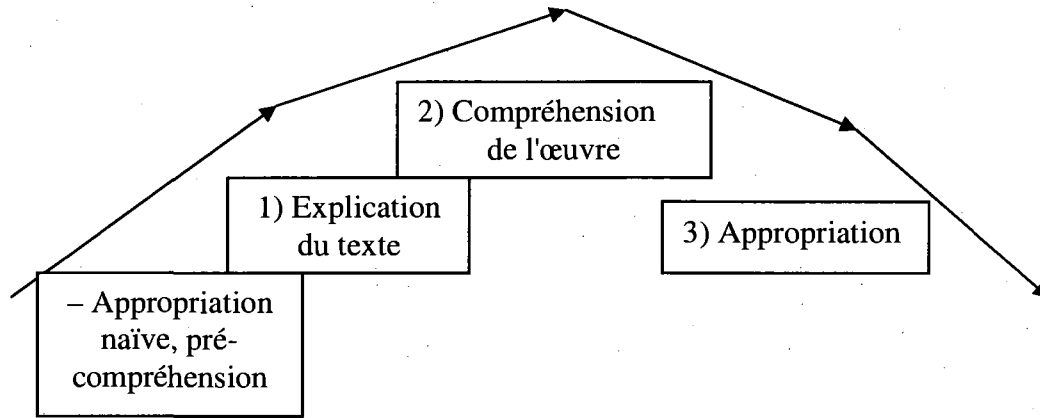 2) Compréhension
de l'œuvre
1) Explication
du texte
3) Appropriation
– Appropriation
naïve, pré-
compréhension